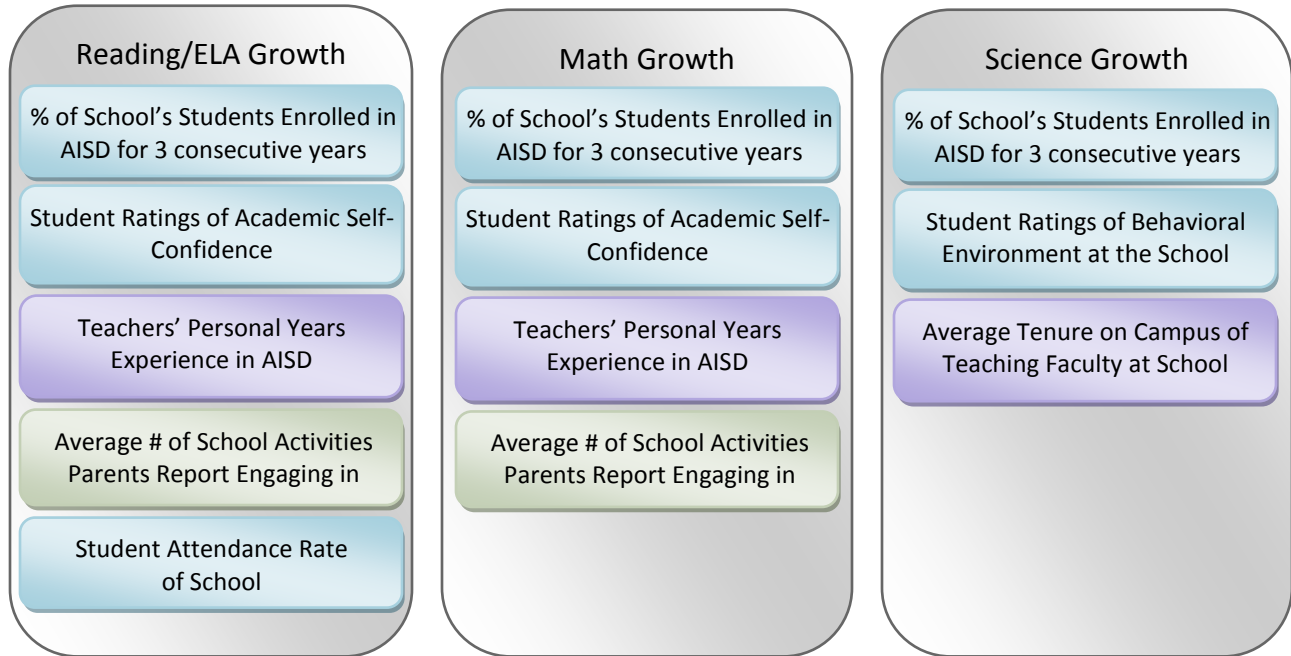 Reading/ELA Growth
% of School's Students Enrolled in
AISD for 3 consecutive years
Student Ratings of Academic Self-
Confidence
Teachers' Personal Years
Experience in AISD
Average # of School Activities
Parents Report Engaging in
Student Attendance Rate
of School
Math Growth
% of School's Students Enrolled in
AISD for 3 consecutive years
Student Ratings of Academic Self-
Confidence
Teachers' Personal Years
Experience in AISD
Average # of School Activities
Parents Report Engaging in
Science Growth
% of School's Students Enrolled in
AISD for 3 consecutive years
Student Ratings of Behavioral
Environment at the School
Average Tenure on Campus of
Teaching Faculty at School